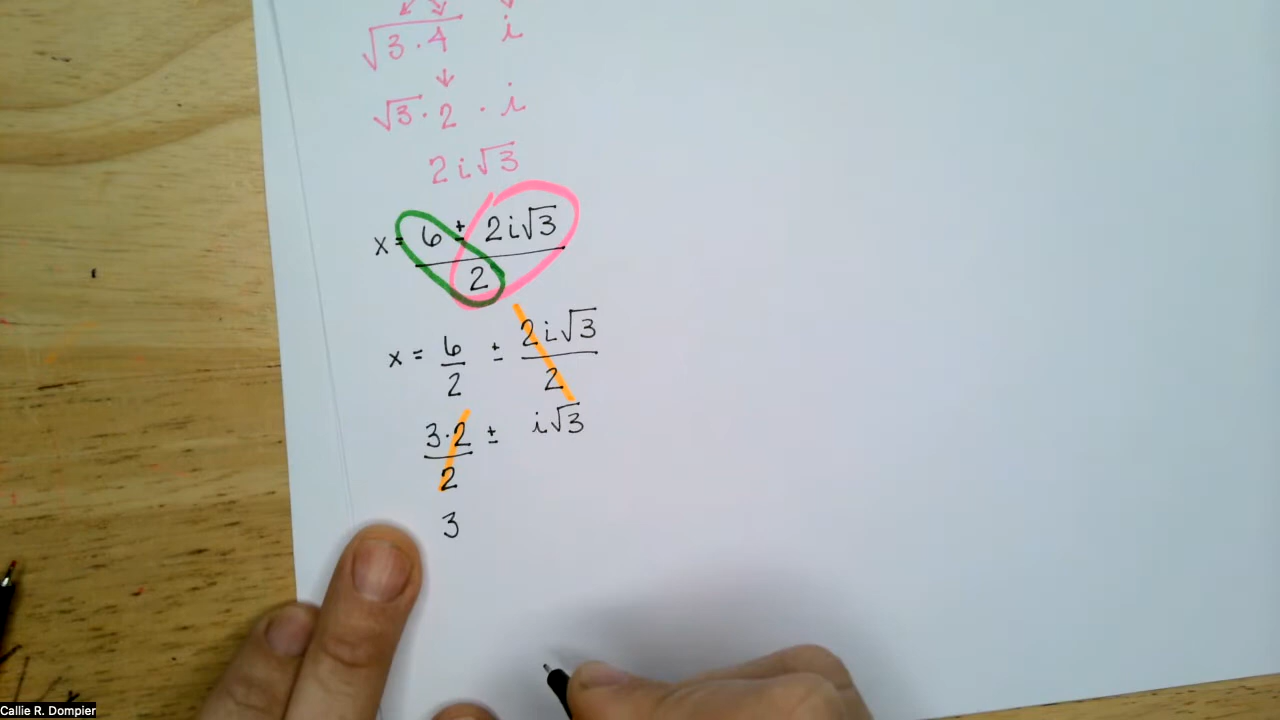 √3·4 i
√3·2·i
2i√3
x = 6 ± 2i√3
2
x = 6/2 ± 2i√3/2
3·2/2 ± i√3
3
Callie R. Dompier